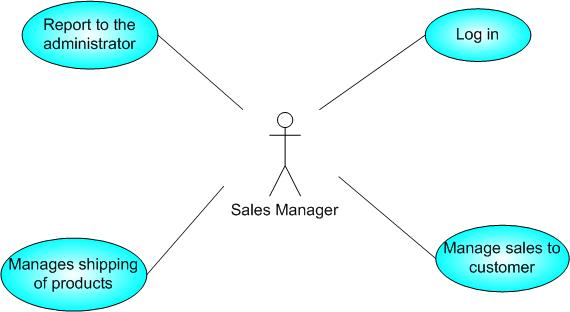 Report to the
administrator
Log in
Sales Manager
Manages shipping
of products
Manage sales to
customer